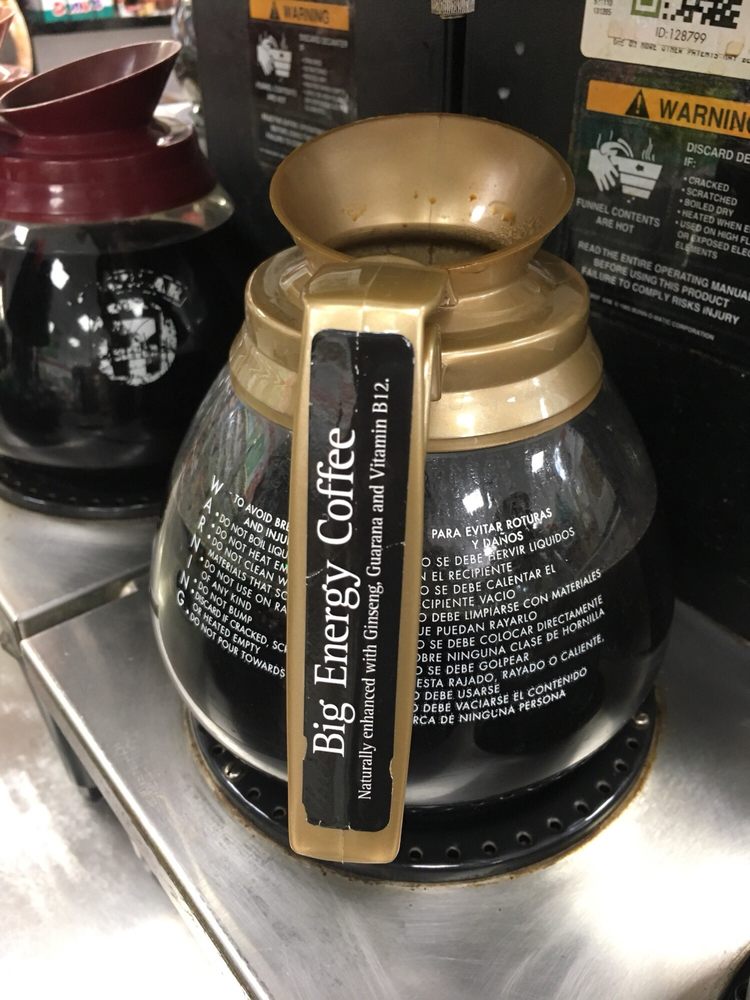 WARNING
ID:128799
WARNING
FUNNEL CONTENTS
ARE HOT
DISCARD DE
IF:
• CRACKED
• SCRATCHED
• BOILED DRY
• HEATED WHEN E
• USED ON HIGH F
OR EXPOSED ELE
ELEMENTS
READ THE ENTIRE OPERATING MANUA
BEFORE USING THIS PRODUCT
FAILURE TO COMPLY RISKS INJURY
Big Energy Coffee
Naturally enhanced with Ginseng, Guarana and Vitamin B12.
WARNING
TO AVOID BRE
AND INJU
• DO NOT BOIL LIQU
• DO NOT HEAT EM
• DO NOT CLEAN W
MATERIALS THAT SC
• DO NOT USE ON RA
OF ANY KIND
• DO NOT BUMP
• DISCARD IF CRACKED, SCR
OR HEATED EMPTY
• DO NOT POUR TOWARDS
PARA EVITAR ROTURAS
Y DAÑOS
O SE DEBE HERVIR LIQUIDOS
N EL RECIPIENTE
O SE DEBE CALENTAR EL
CIPIENTE VACIO
O DEBE LIMPIARSE CON MATERIALES
UE PUEDAN RAYARLO
O SE DEBE COLOCAR DIRECTAMENTE
OBRE NINGUNA CLASE DE HORNILLA
O SE DEBE GOLPEAR
ESTA RAJADO, RAYADO O CALIENTE,
O DEBE USARSE
O DEBE VACIARSE EL CONTENIDO
RCA DE NINGUNA PERSONA